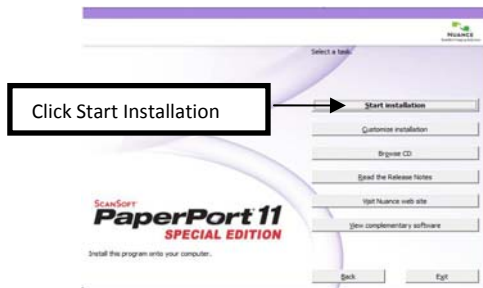 NUANCE
Select a task.
Click Start Installation
Start installation
Customize installation
Browse CD
Read the Release Notes
Visit Nuance web site
View complementary software
SCANSOFT
PaperPort 11
SPECIAL EDITION
Install this program onto your computer.
Back
Exit